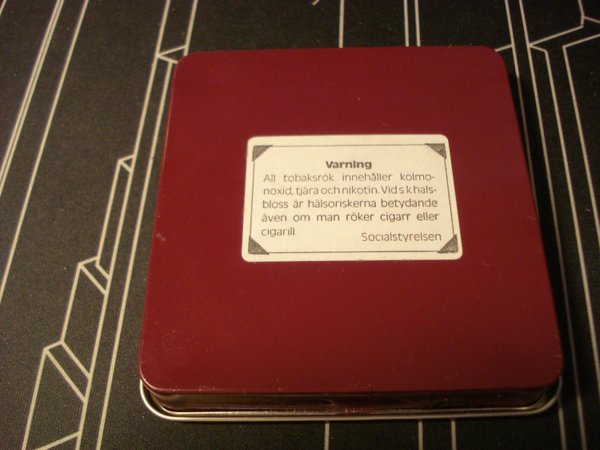 Varning
All tobaksrök innehåller kolmo-
noxid, tjära och nikotin. Vid s k hals-
bloss är hälsoriskerna betydande
även om man röker cigarr eller
cigarill
Socialstyrelsen